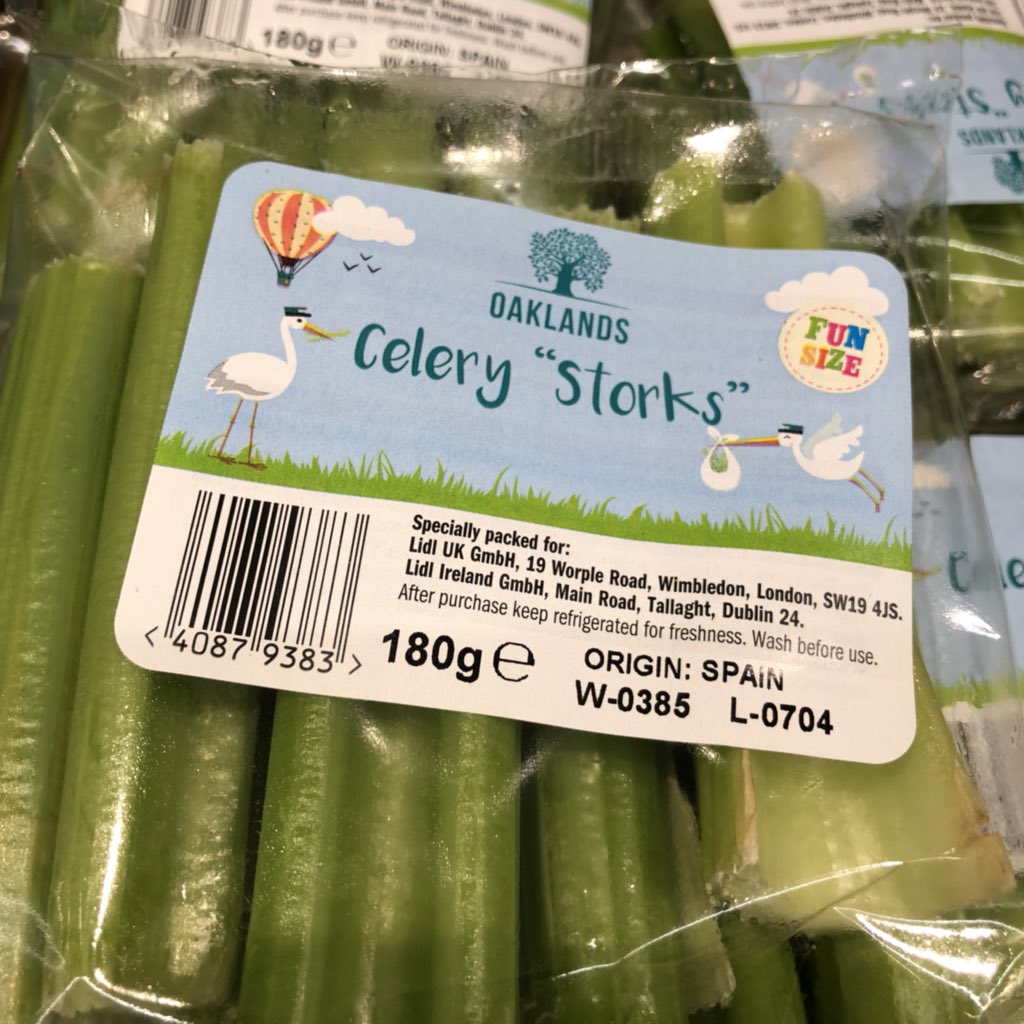 180g e
ORIGIN: SPAIN
OAKLANDS
OAKLANDS
Celery “Storks”
FUN
SIZE
Specially packed for:
Lidl UK GmbH, 19 Worple Road, Wimbledon, London, SW19 4JS.
Lidl Ireland GmbH, Main Road, Tallaght, Dublin 24.
After purchase keep refrigerated for freshness. Wash before use.
< 4087 9383 >
180g e
ORIGIN: SPAIN
W-0385 L-0704